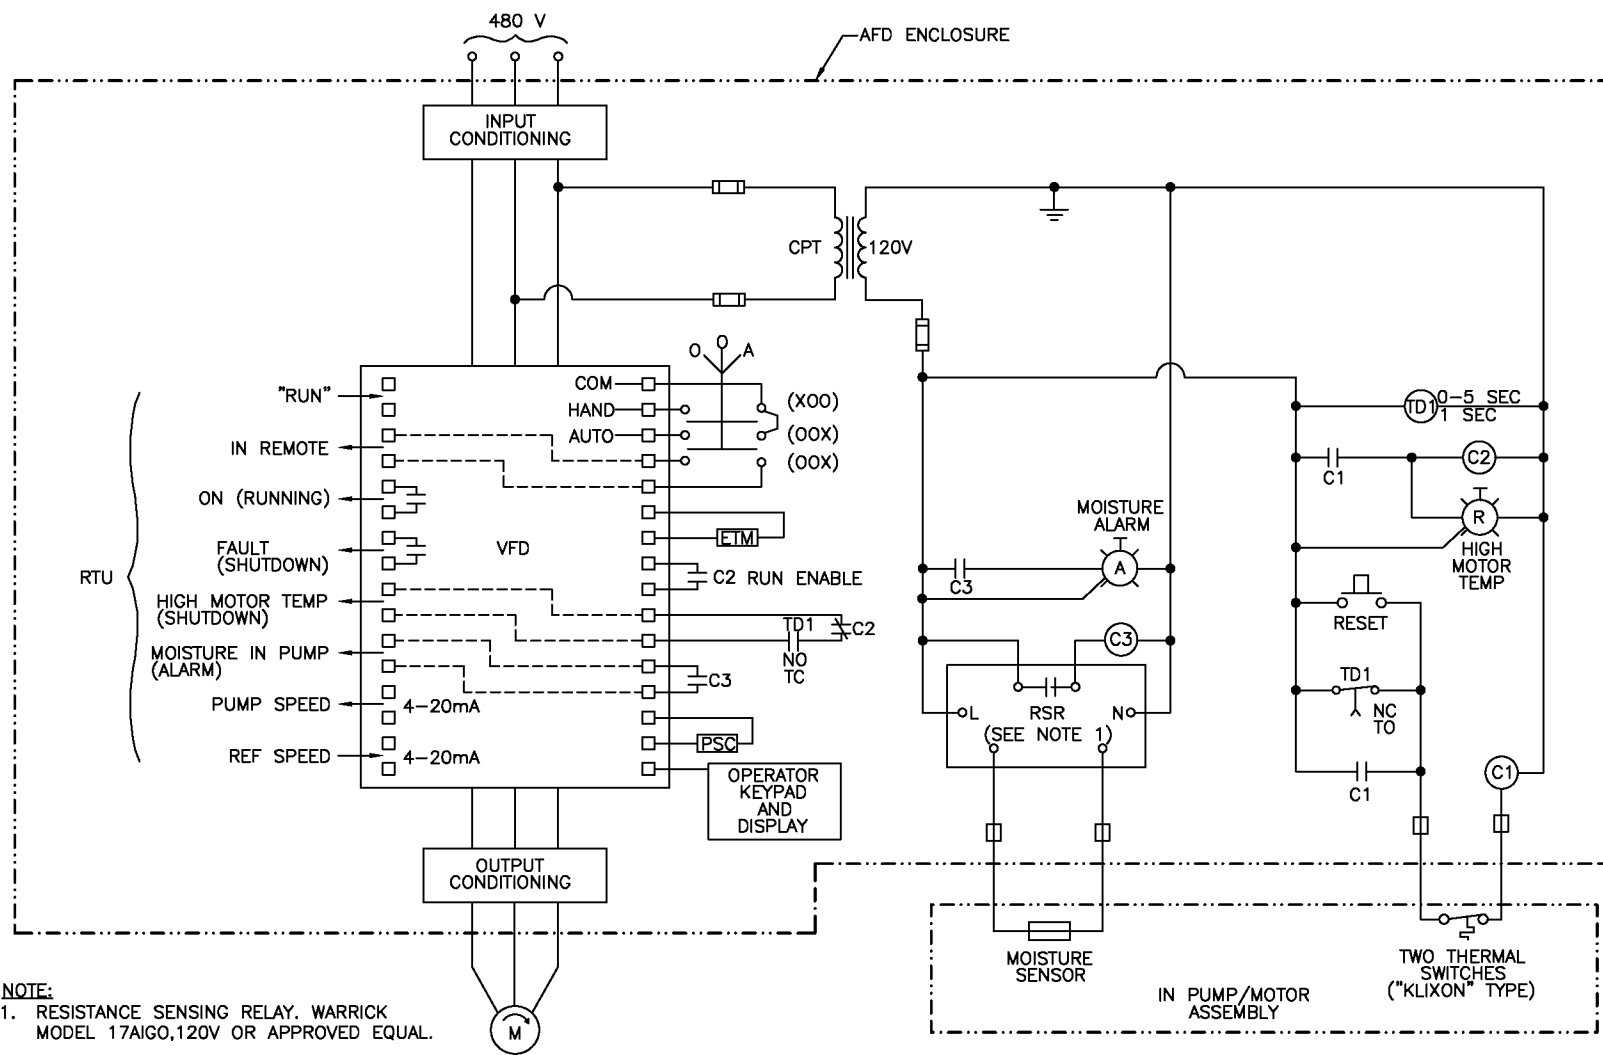 480 V
AFD ENCLOSURE
INPUT
CONDITIONING
CPT
120V
O
O
A
"RUN"
COM
(XOO)
HAND
AUTO
(OOX)
(OOX)
IN REMOTE
ON (RUNNING)
ETM
VFD
FAULT
(SHUTDOWN)
RTU
C2 RUN ENABLE
HIGH MOTOR TEMP
(SHUTDOWN)
TD1
C2
NO
TC
MOISTURE IN PUMP
(ALARM)
C3
PUMP SPEED
4-20mA
PSC
REF SPEED
4-20mA
OPERATOR
KEYPAD
AND
DISPLAY
OUTPUT
CONDITIONING
M
MOISTURE
ALARM
A
C3
C3
RSR
L
N
(SEE NOTE 1)
TD1
0-5 SEC
1 SEC
C1
C2
R
HIGH
MOTOR
TEMP
RESET
TD1
NC
TO
C1
C1
MOISTURE
SENSOR
TWO THERMAL
SWITCHES
("KLIXON" TYPE)
IN PUMP/MOTOR
ASSEMBLY
NOTE:
1. RESISTANCE SENSING RELAY. WARRICK
MODEL 17AIGO,120V OR APPROVED EQUAL.